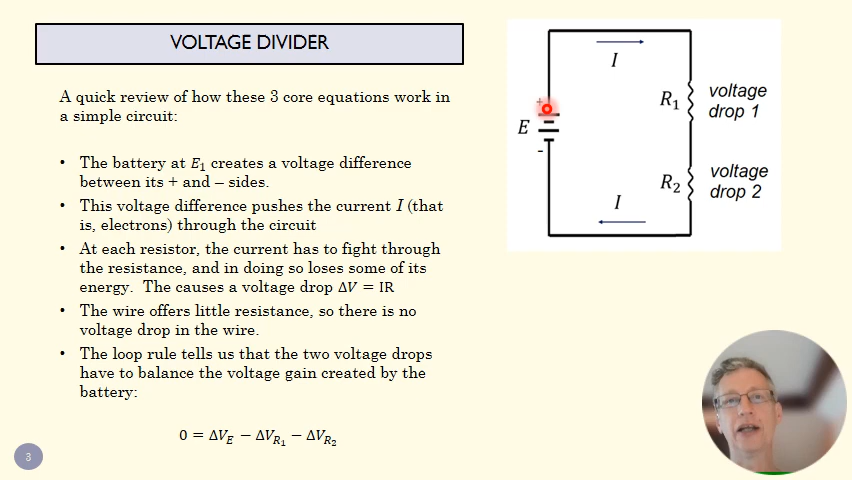 VOLTAGE DIVIDER
A quick review of how these 3 core equations work in
a simple circuit:
• The battery at E₁ creates a voltage difference
between its + and – sides.
• This voltage difference pushes the current I (that
is, electrons) through the circuit
• At each resistor, the current has to fight through
the resistance, and in doing so loses some of its
energy. The causes a voltage drop ΔV = IR
• The wire offers little resistance, so there is no
voltage drop in the wire.
• The loop rule tells us that the two voltage drops
have to balance the voltage gain created by the
battery:
0 = ΔV_E − ΔV_R₁ − ΔV_R₂
3
I
+
E
-
R₁
voltage
drop 1
R₂
voltage
drop 2
I